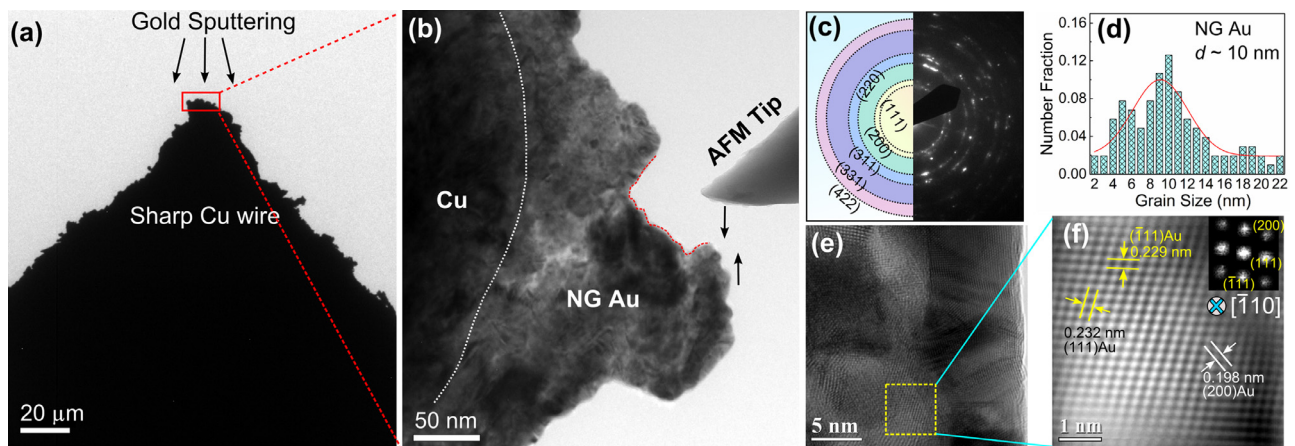 (a)
Gold Sputtering
Sharp Cu wire
20 μm
(b)
Cu
NG Au
AFM Tip
50 nm
(c)
(111)
(200)
(220)
(311)
(331)
(422)
(d)
NG Au
d ~ 10 nm
Number Fraction
0.16
0.12
0.08
0.04
0.00
2 4 6 8 10 12 14 16 18 20 22
Grain Size (nm)
(e)
5 nm
(f)
(1̅11)Au
0.229 nm
0.232 nm
(111)Au
0.198 nm
(200)Au
(200)
(111)
(1̅11)
[1̅10]
1 nm